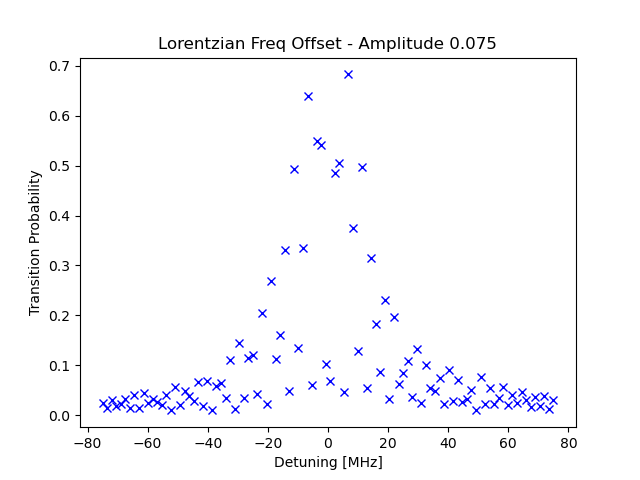 Lorentzian Freq Offset - Amplitude 0.075
Transition Probability
0.7
0.6
0.5
0.4
0.3
0.2
0.1
0.0
−80 −60 −40 −20 0 20 40 60 80
Detuning [MHz]